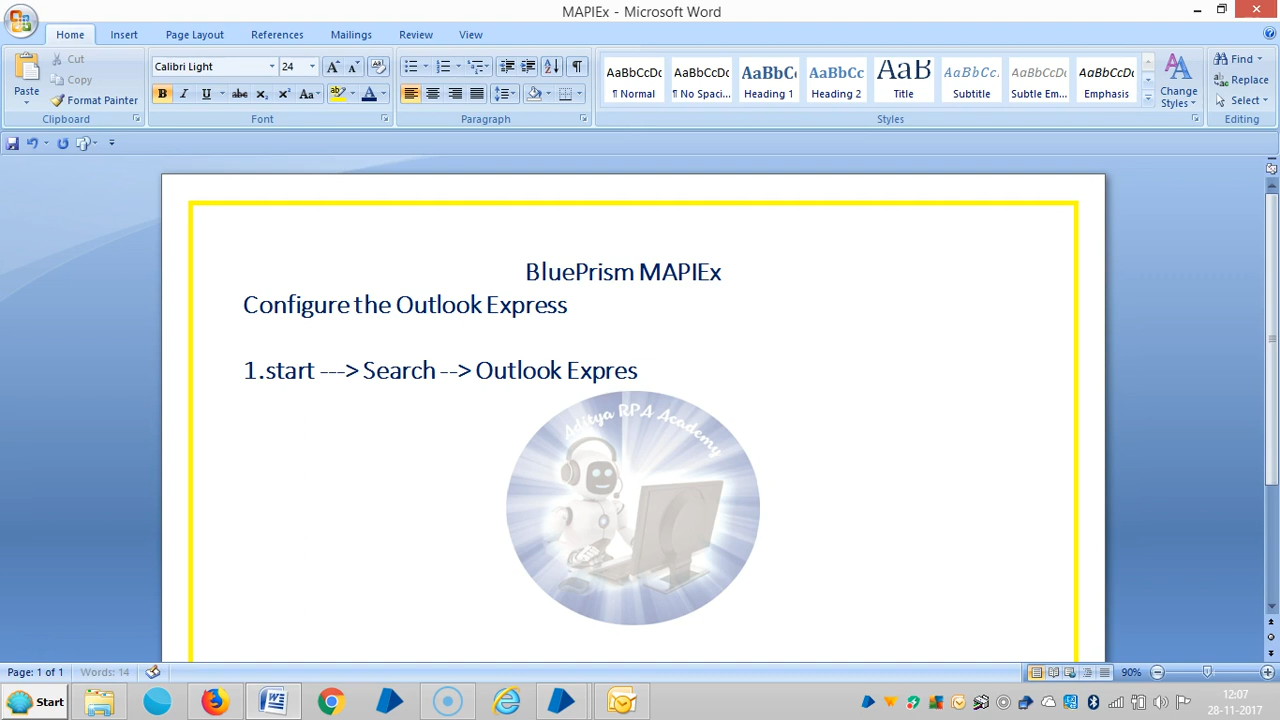 MAPIEx - Microsoft Word
Home Insert Page Layout References Mailings Review View
Paste
Cut
Copy
Format Painter
Clipboard
Calibri Light 24
Font
Paragraph
AaBbCcDc AaBbCcDc AaBbCc AaBbCc AaB AaBbCc. AaBbCcDc AaBbCcDc
¶ Normal ¶ No Spaci... Heading 1 Heading 2 Title Subtitle Subtle Em... Emphasis
Change Styles
Styles
Find
Replace
Select
Editing
BluePrism MAPIEx
Configure the Outlook Express
1.start ---> Search --> Outlook Expres
Aditya RPA Academy
Page: 1 of 1 Words: 14 90%
Start
12:07
28-11-2017